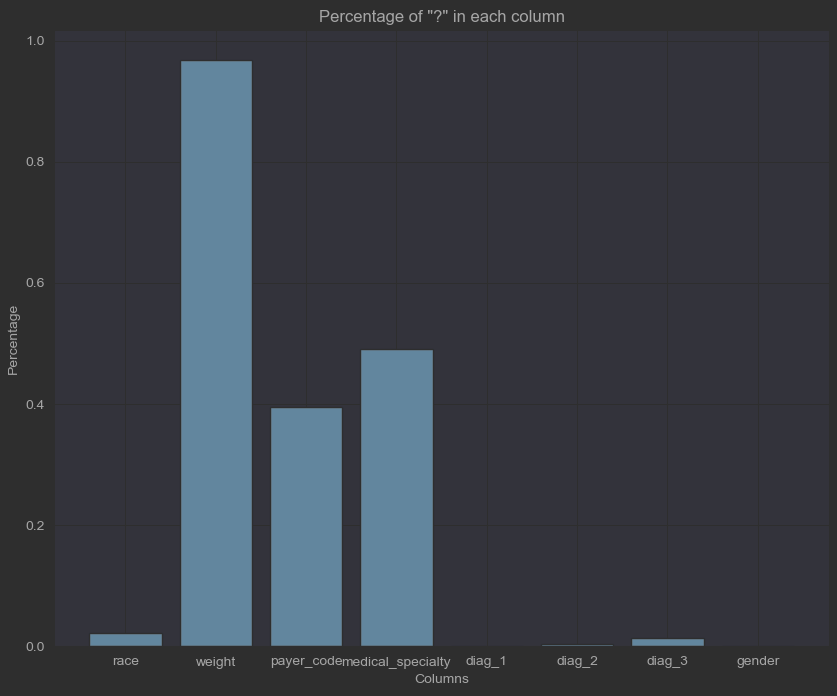 Percentage of "?" in each column
1.0
0.8
0.6
0.4
0.2
0.0
Percentage
race weight payer_code medical_specialty diag_1 diag_2 diag_3 gender
Columns